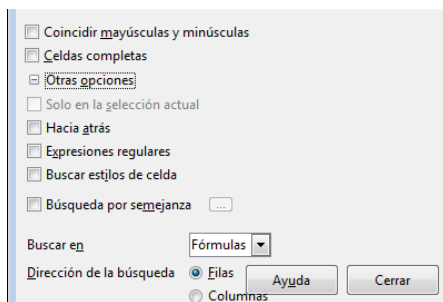 Coincidir mayúsculas y minúsculas
Celdas completas
Otras opciones
Solo en la selección actual
Hacia atrás
Expresiones regulares
Buscar estilos de celda
Búsqueda por semejanza ...
Buscar en Fórmulas
Dirección de la búsqueda Filas
Ayuda Cerrar
Columnas